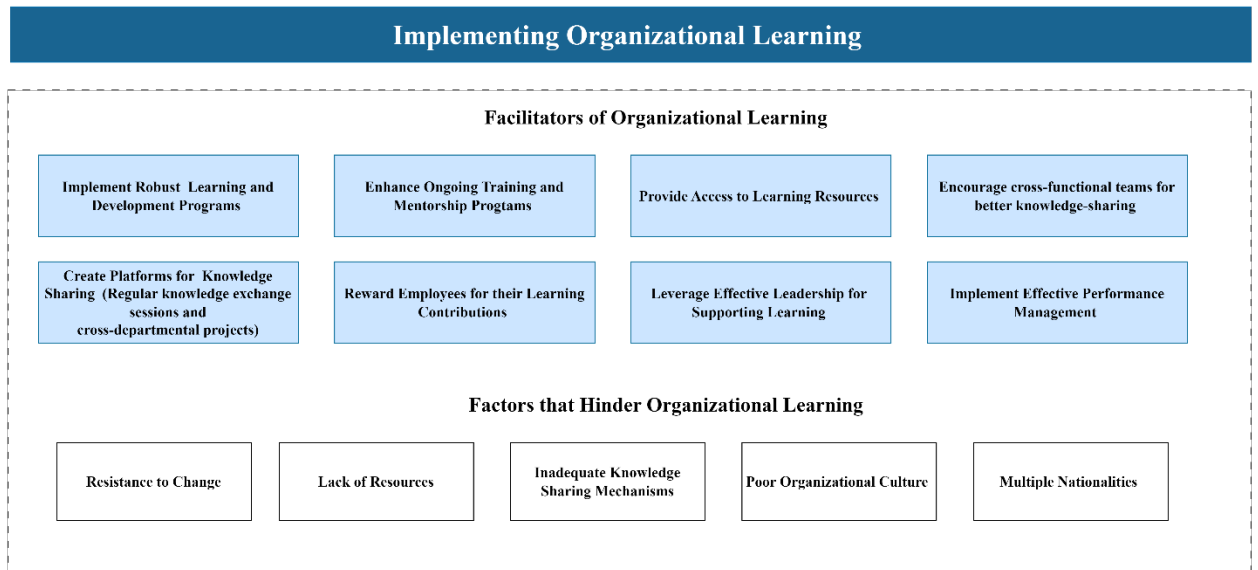 Implementing Organizational Learning
Facilitators of Organizational Learning
Implement Robust Learning and
Development Programs
Enhance Ongoing Training and
Mentorship Progtams
Provide Access to Learning Resources
Encourage cross-functional teams for
better knowledge-sharing
Create Platforms for Knowledge
Sharing (Regular knowledge exchange
sessions and
cross-departmental projects)
Reward Employees for their Learning
Contributions
Leverage Effective Leadership for
Supporting Learning
Implement Effective Performance
Management
Factors that Hinder Organizational Learning
Resistance to Change
Lack of Resources
Inadequate Knowledge
Sharing Mechanisms
Poor Organizational Culture
Multiple Nationalities